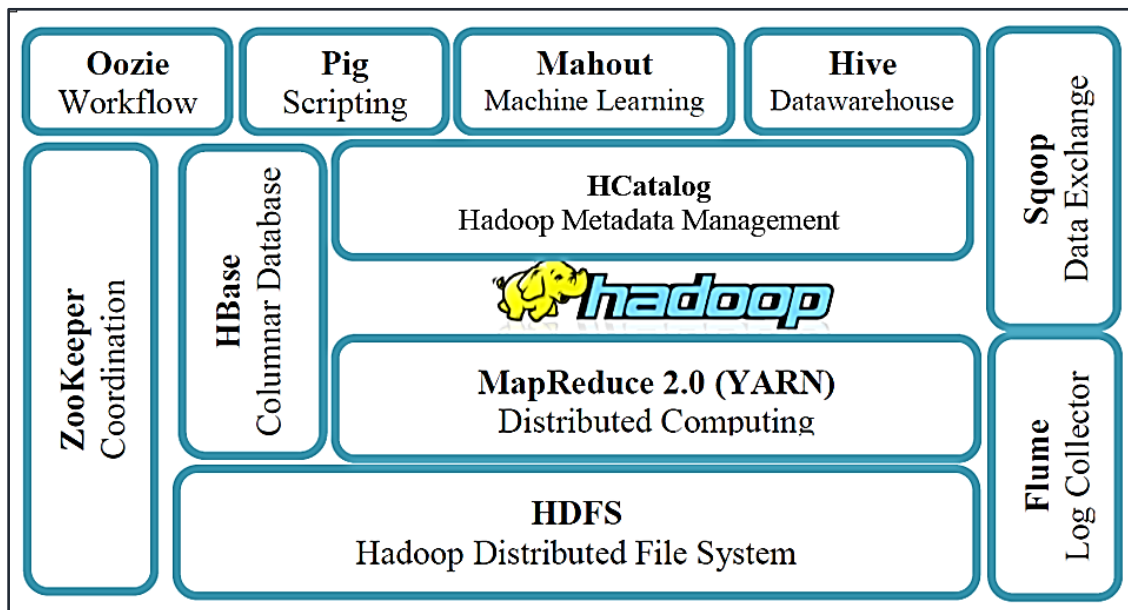 Oozie
Workflow
Pig
Scripting
Mahout
Machine Learning
Hive
Datawarehouse
Sqoop
Data Exchange
ZooKeeper
Coordination
HBase
Columnar Database
HCatalog
Hadoop Metadata Management
hadoop
MapReduce 2.0 (YARN)
Distributed Computing
Flume
Log Collector
HDFS
Hadoop Distributed File System